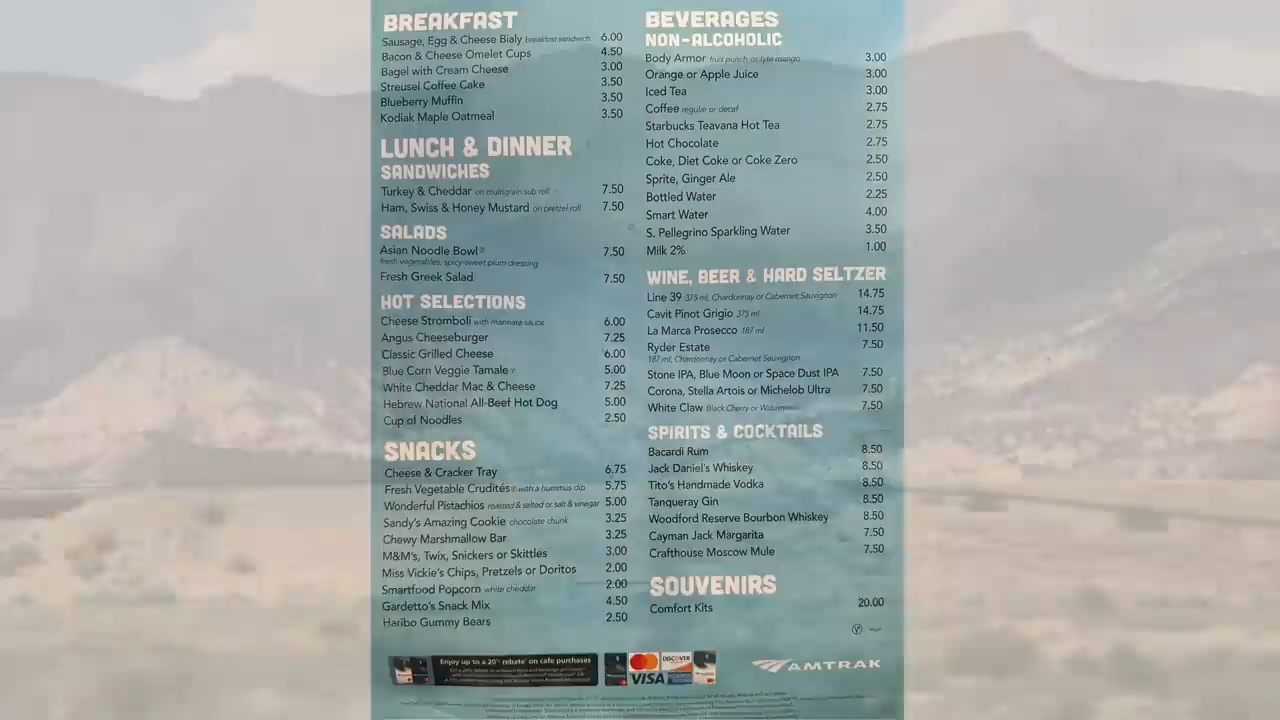 BREAKFAST
Sausage, Egg & Cheese Bialy breakfast sandwich 6.00
Bacon & Cheese Omelet Cups 4.50
Bagel with Cream Cheese 3.00
Streusel Coffee Cake 3.50
Blueberry Muffin 3.50
Kodiak Maple Oatmeal 3.50
LUNCH & DINNER
SANDWICHES
Turkey & Cheddar on multigrain sub roll 7.50
Ham, Swiss & Honey Mustard on pretzel roll 7.50
SALADS
Asian Noodle Bowl 7.50
fresh vegetables, spicy-sweet plum dressing
Fresh Greek Salad 7.50
HOT SELECTIONS
Cheese Stromboli with marinara sauce 6.00
Angus Cheeseburger 7.25
Classic Grilled Cheese 6.00
Blue Corn Veggie Tamale 5.00
White Cheddar Mac & Cheese 7.25
Hebrew National All-Beef Hot Dog 5.00
Cup of Noodles 2.50
SNACKS
Cheese & Cracker Tray 6.75
Fresh Vegetable Crudités with a hummus dip 5.75
Wonderful Pistachios roasted & salted or salt & vinegar 5.00
Sandy's Amazing Cookie chocolate chunk 3.25
Chewy Marshmallow Bar 3.25
M&M's, Twix, Snickers or Skittles 3.00
Miss Vickie's Chips, Pretzels or Doritos 2.00
Smartfood Popcorn white cheddar 2.00
Gardetto's Snack Mix 4.50
Haribo Gummy Bears 2.50
BEVERAGES
NON-ALCOHOLIC
Body Armor fruit punch or lyte mango 3.00
Orange or Apple Juice 3.00
Iced Tea 3.00
Coffee regular or decaf 2.75
Starbucks Teavana Hot Tea 2.75
Hot Chocolate 2.75
Coke, Diet Coke or Coke Zero 2.50
Sprite, Ginger Ale 2.50
Bottled Water 2.25
Smart Water 4.00
S. Pellegrino Sparkling Water 3.50
Milk 2% 1.00
WINE, BEER & HARD SELTZER
Line 39 375 ml, Chardonnay or Cabernet Sauvignon 14.75
Cavit Pinot Grigio 375 ml 14.75
La Marca Prosecco 187 ml 11.50
Ryder Estate 7.50
187 ml, Chardonnay or Cabernet Sauvignon
Stone IPA, Blue Moon or Space Dust IPA 7.50
Corona, Stella Artois or Michelob Ultra 7.50
White Claw Black Cherry or Watermelon 7.50
SPIRITS & COCKTAILS
Bacardi Rum 8.50
Jack Daniel's Whiskey 8.50
Tito's Handmade Vodka 8.50
Tanqueray Gin 8.50
Woodford Reserve Bourbon Whiskey 8.50
Cayman Jack Margarita 7.50
Crafthouse Moscow Mule 7.50
SOUVENIRS
Comfort Kits 20.00
V
Enjoy up to a 20% rebate on cafe purchases
VISA
DISCOVER
AMTRAK